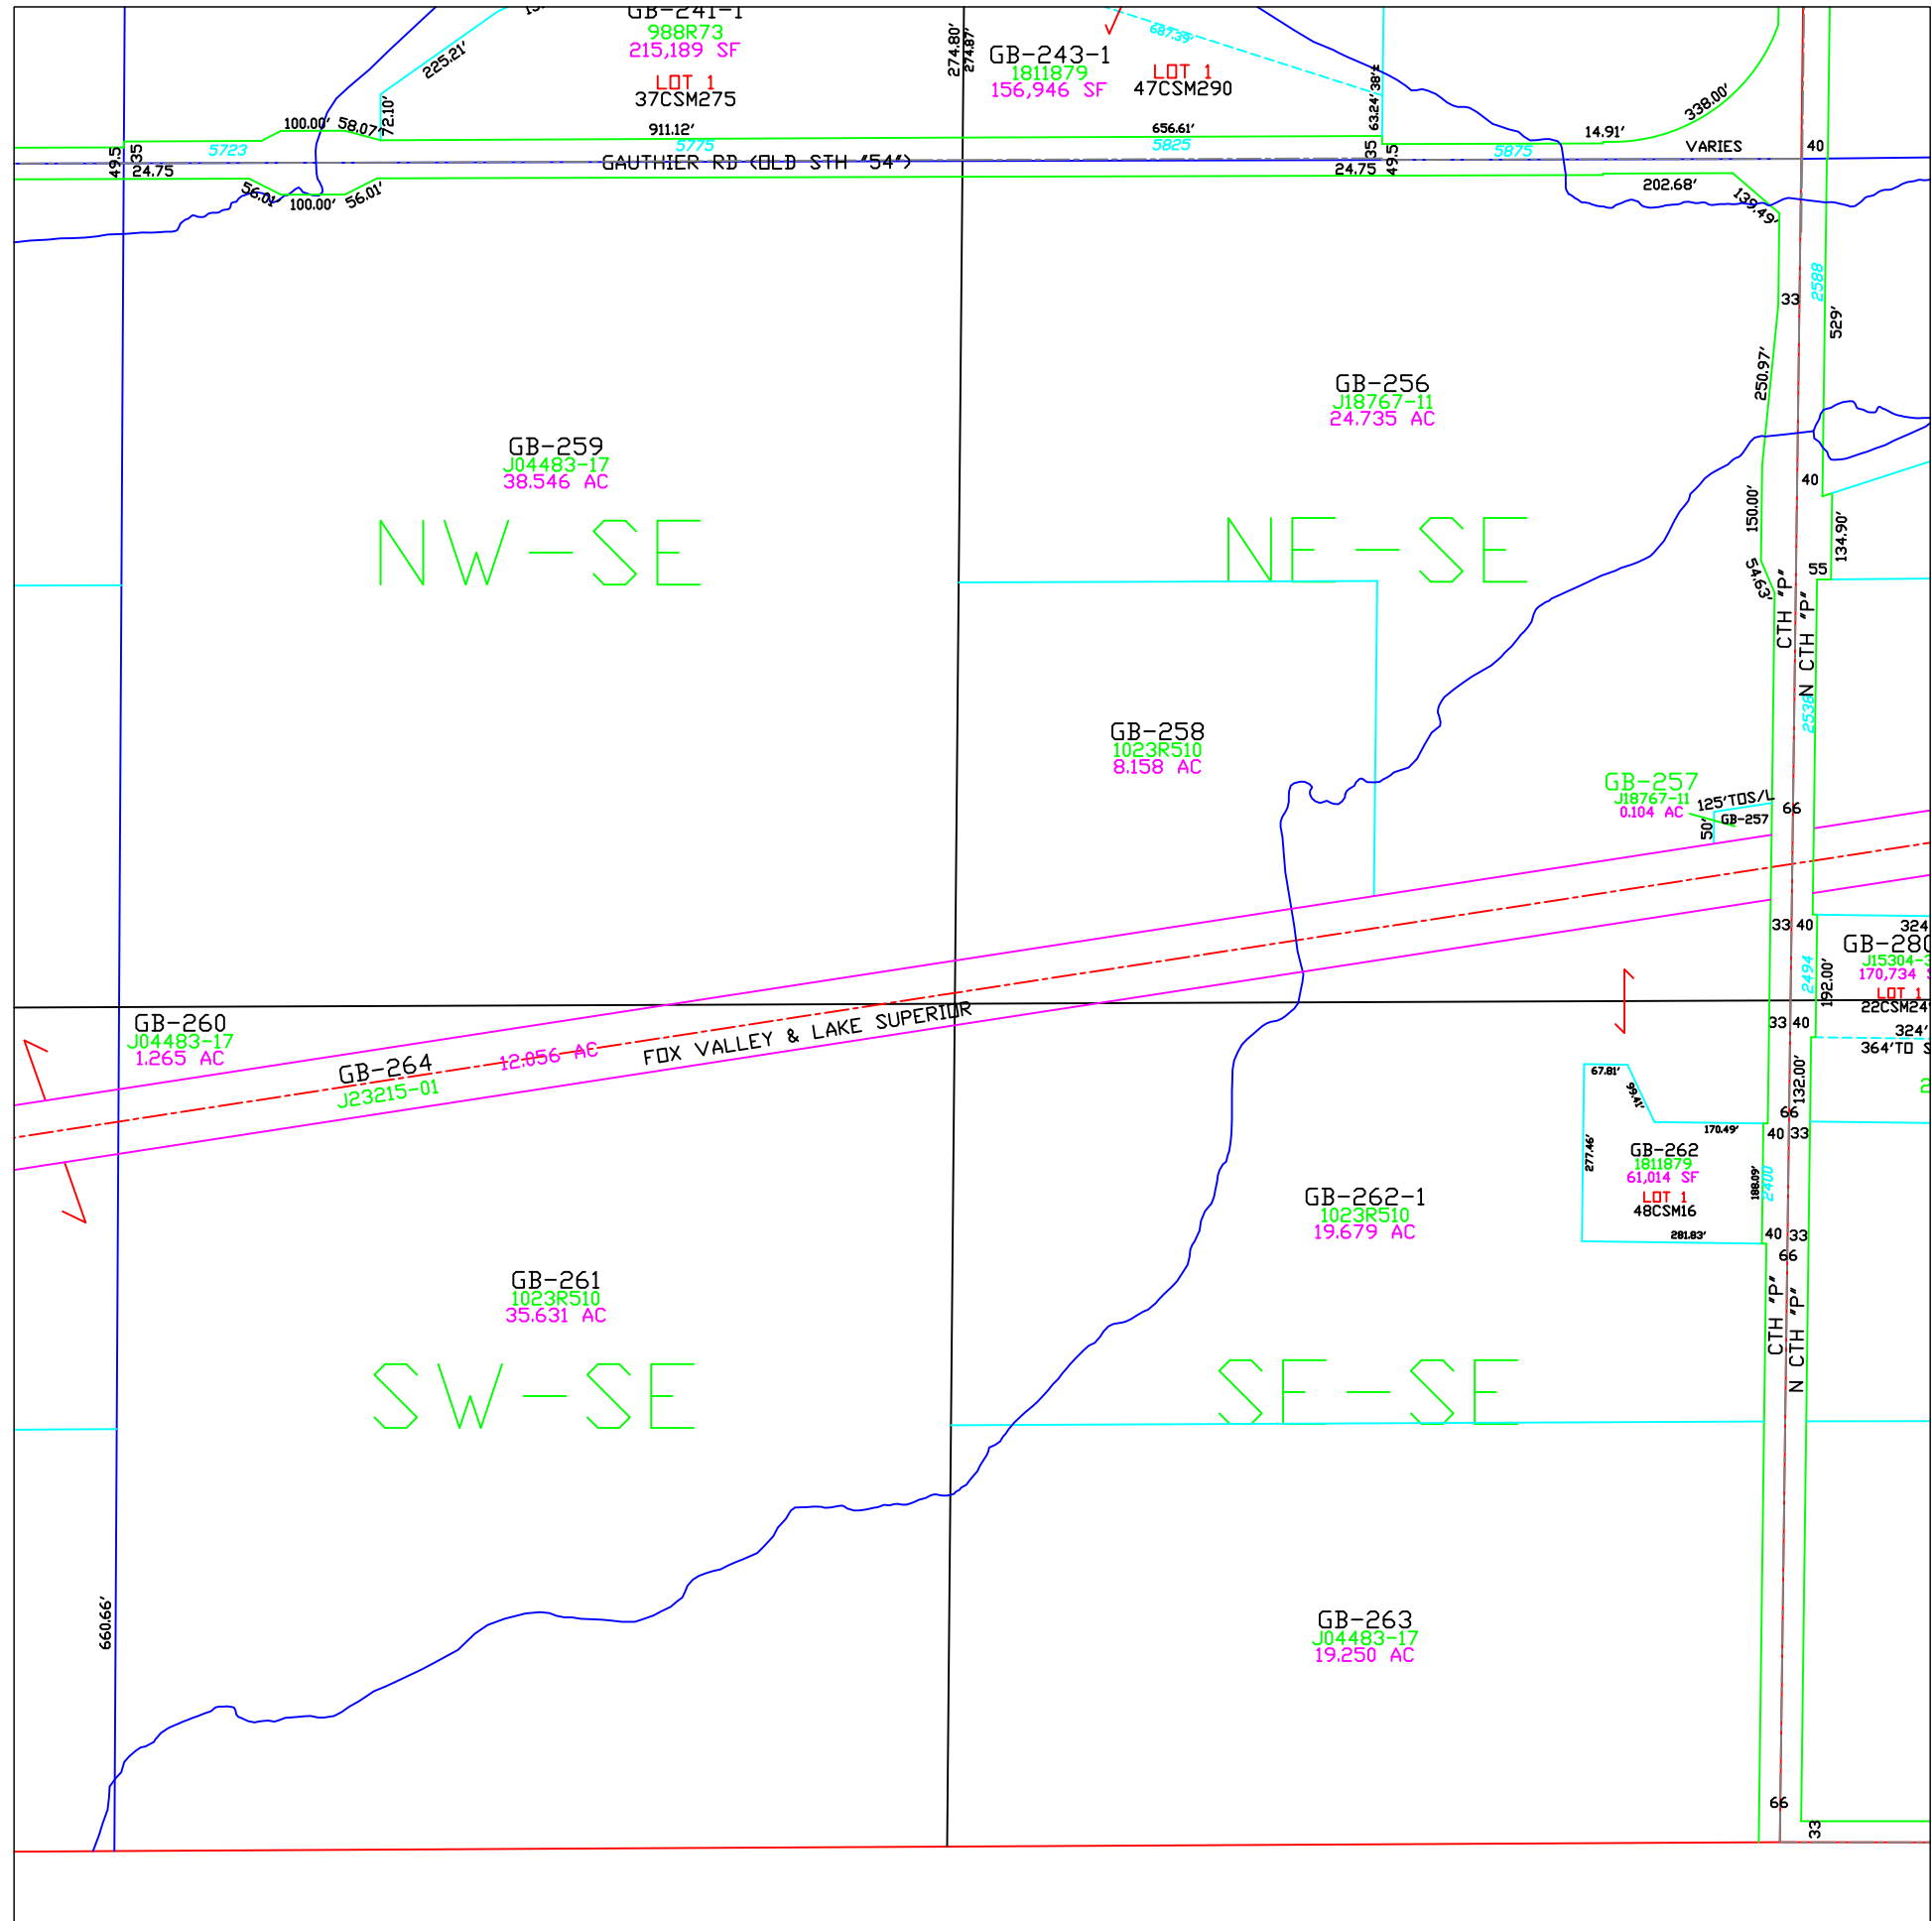 GB-241-1
988R73
215,189 SF
LOT 1
37CSM275
225.21'
72.10'
100.00'
58.07'
911.12'
274.80'
274.87'
GB-243-1
1811879
156,946 SF
LOT 1
47CSM290
687.39'
63.24'
38'±
656.61'
14.91'
338.00'
VARIES
40
49.5
35
24.75
5723
5775
5825
5875
GAUTHIER RD (OLD STH "54")
24.75
35
49.5
56.01'
100.00'
56.01'
202.68'
139.49'
33
2588
529'
250.97'
GB-256
J18767-11
24.735 AC
GB-259
J04483-17
38.546 AC
NW-SE
NE-SE
40
150.00'
134.90'
54.63'
55
CTH "P"
N CTH "P"
2538
GB-258
1023R510
8.158 AC
GB-257
J18767-11
0.104 AC
125'TOS/L
50'
GB-257
66
33
40
324
GB-280
J15304-3
170,734 S
LOT 1
22CSM24
2494
192.00'
33
40
324'
364'TO S
132.00'
66
GB-260
J04483-17
1.265 AC
GB-264
J23215-01
12.056 AC
FOX VALLEY & LAKE SUPERIOR
67.81'
99.41'
170.49'
277.46'
40
33
GB-262
1811879
61,014 SF
LOT 1
48CSM16
188.09'
2400
281.83'
40
33
66
GB-262-1
1023R510
19.679 AC
GB-261
1023R510
35.631 AC
SW-SE
SE-SE
CTH "P"
N CTH "P"
660.66'
GB-263
J04483-17
19.250 AC
66
33